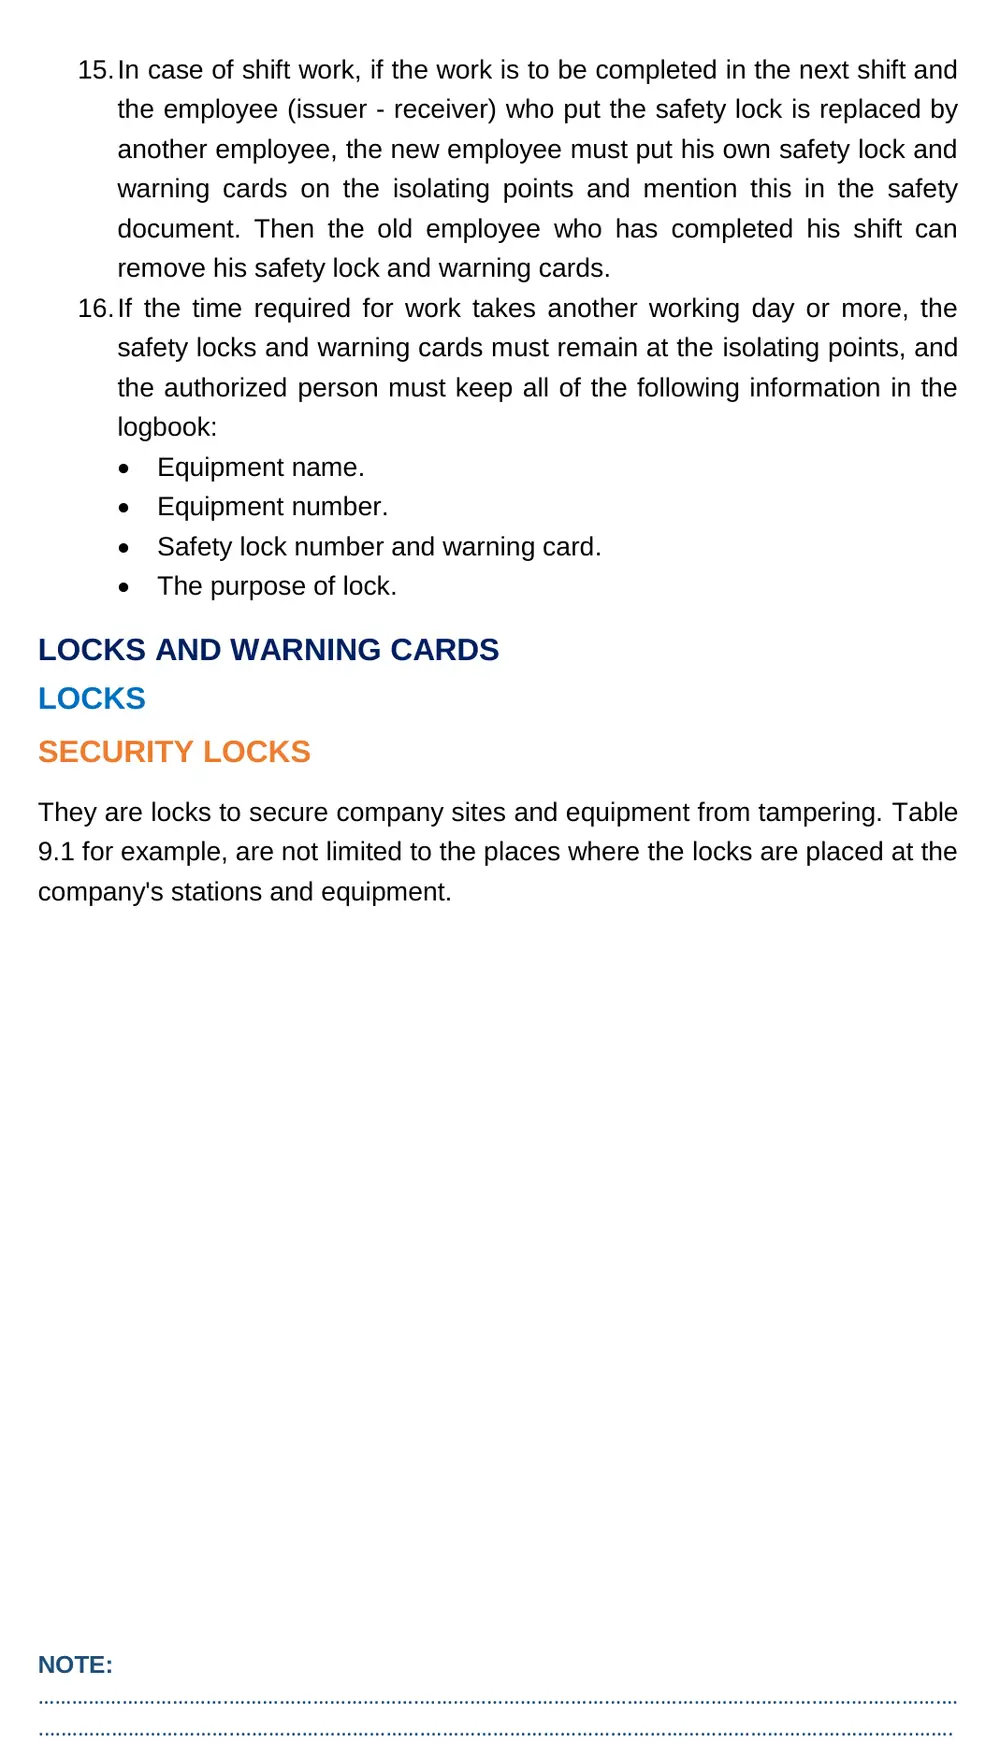 15. In case of shift work, if the work is to be completed in the next shift and
the employee (issuer - receiver) who put the safety lock is replaced by
another employee, the new employee must put his own safety lock and
warning cards on the isolating points and mention this in the safety
document. Then the old employee who has completed his shift can
remove his safety lock and warning cards.
16. If the time required for work takes another working day or more, the
safety locks and warning cards must remain at the isolating points, and
the authorized person must keep all of the following information in the
logbook:
• Equipment name.
• Equipment number.
• Safety lock number and warning card.
• The purpose of lock.
LOCKS AND WARNING CARDS
LOCKS
SECURITY LOCKS
They are locks to secure company sites and equipment from tampering. Table
9.1 for example, are not limited to the places where the locks are placed at the
company's stations and equipment.
NOTE: